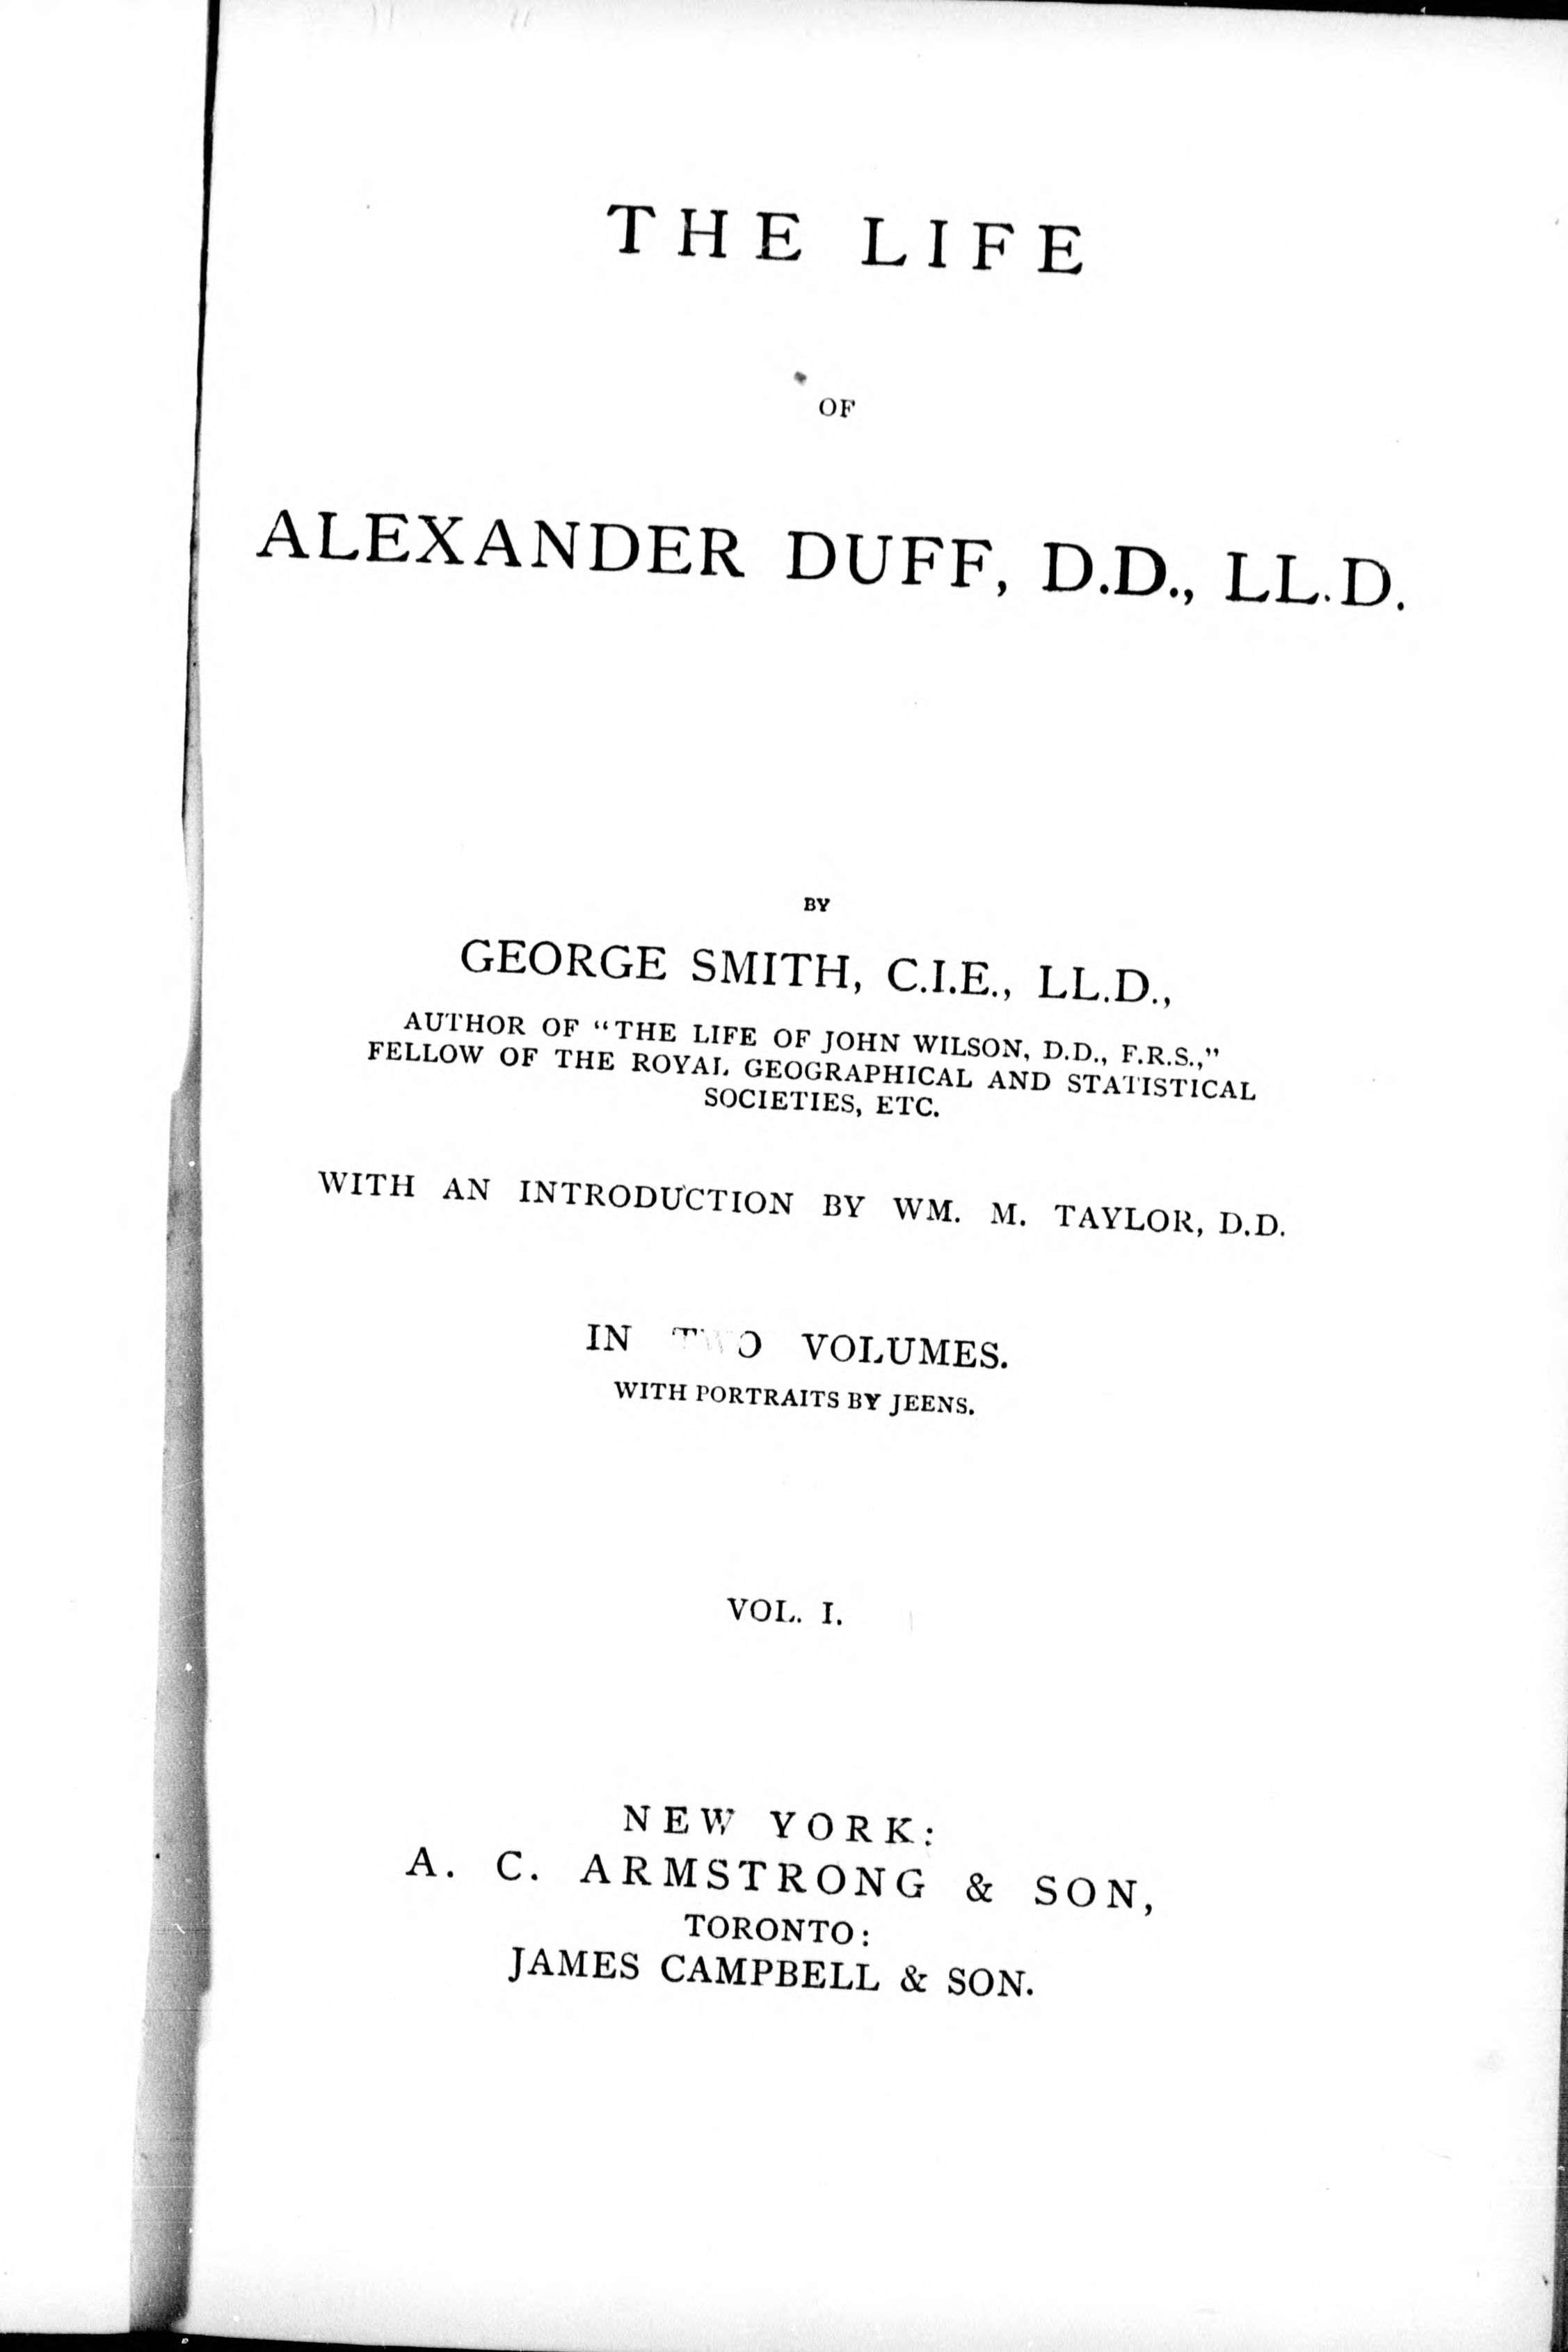 THE LIFE
OF
ALEXANDER DUFF, D.D., LL.D.
BY
GEORGE SMITH, C.I.E., LL.D.,
AUTHOR OF “THE LIFE OF JOHN WILSON, D.D., F.R.S.,”
FELLOW OF THE ROYAL GEOGRAPHICAL AND STATISTICAL
SOCIETIES, ETC.
WITH AN INTRODUCTION BY WM. M. TAYLOR, D.D.
IN TWO VOLUMES.
WITH PORTRAITS BY JEENS.
VOL. I.
NEW YORK:
A. C. ARMSTRONG & SON,
TORONTO:
JAMES CAMPBELL & SON.